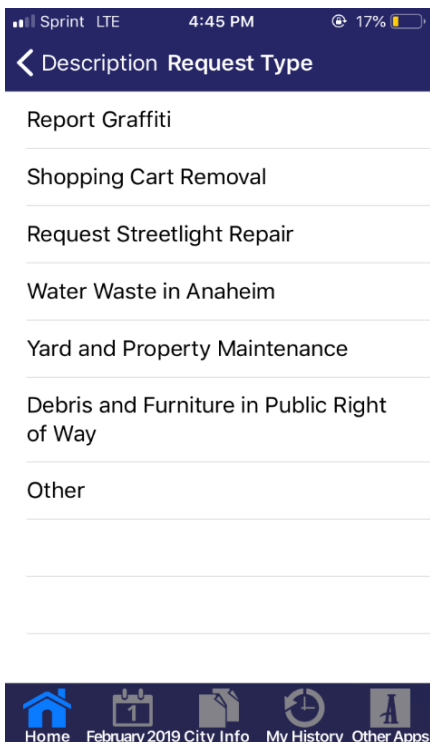 Sprint LTE 4:45 PM 17%
Description Request Type
Report Graffiti
Shopping Cart Removal
Request Streetlight Repair
Water Waste in Anaheim
Yard and Property Maintenance
Debris and Furniture in Public Right
of Way
Other
1 A
Home February 2019 City Info My History Other Apps